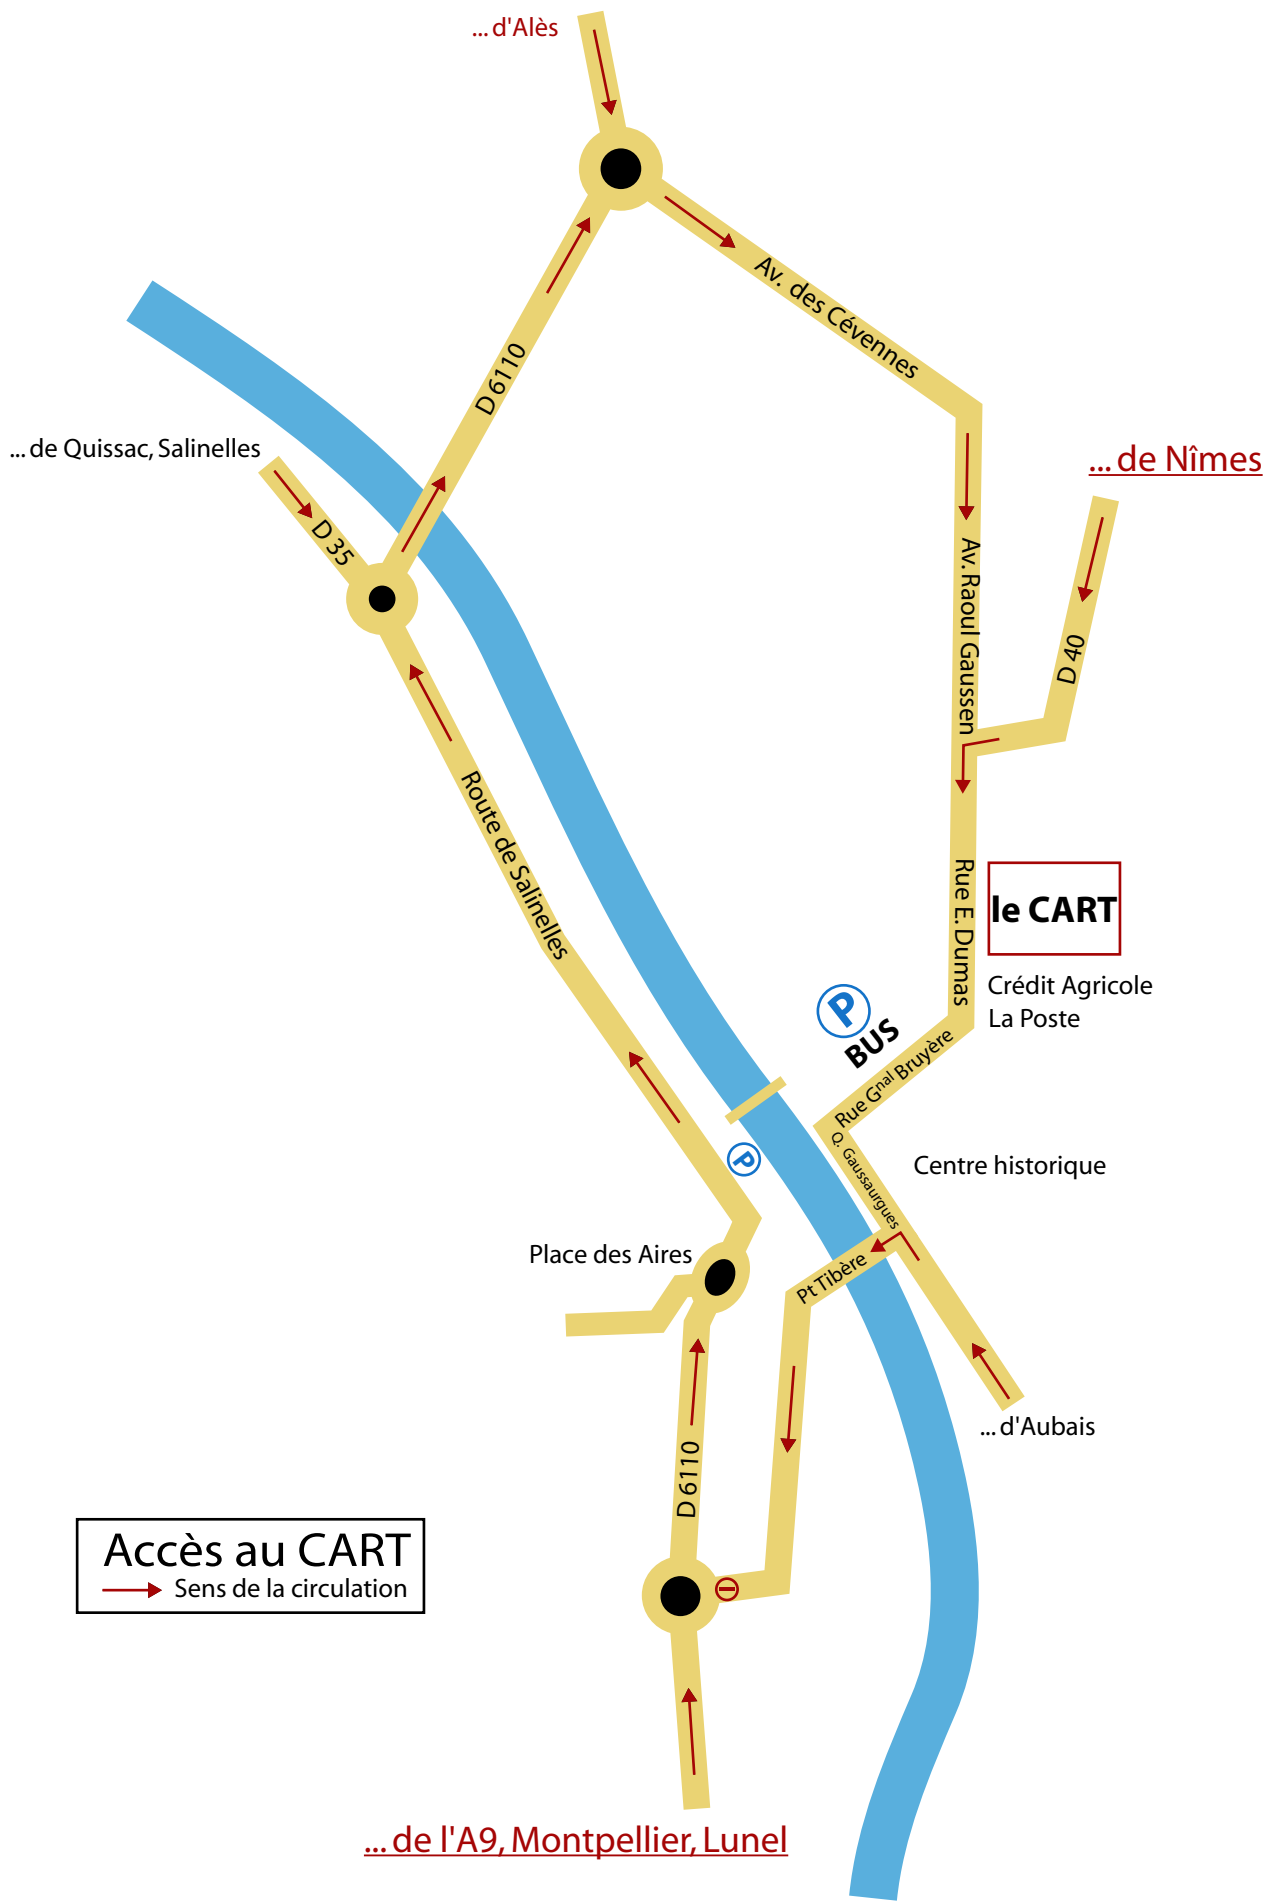 ... d'Alès
Av. des Cévennes
D 6110
... de Quissac, Salinelles
D 35
... de Nîmes
Av. Raoul Gaussen
D 40
Route de Salinelles
Rue E. Dumas
le CART
Crédit Agricole
La Poste
P
BUS
Rue Gnal Bruyère
Q. Gaussaurgues
P
Centre historique
Place des Aires
Pt Tibère
... d'Aubais
D 6110
Accès au CART
Sens de la circulation
... de l'A9, Montpellier, Lunel